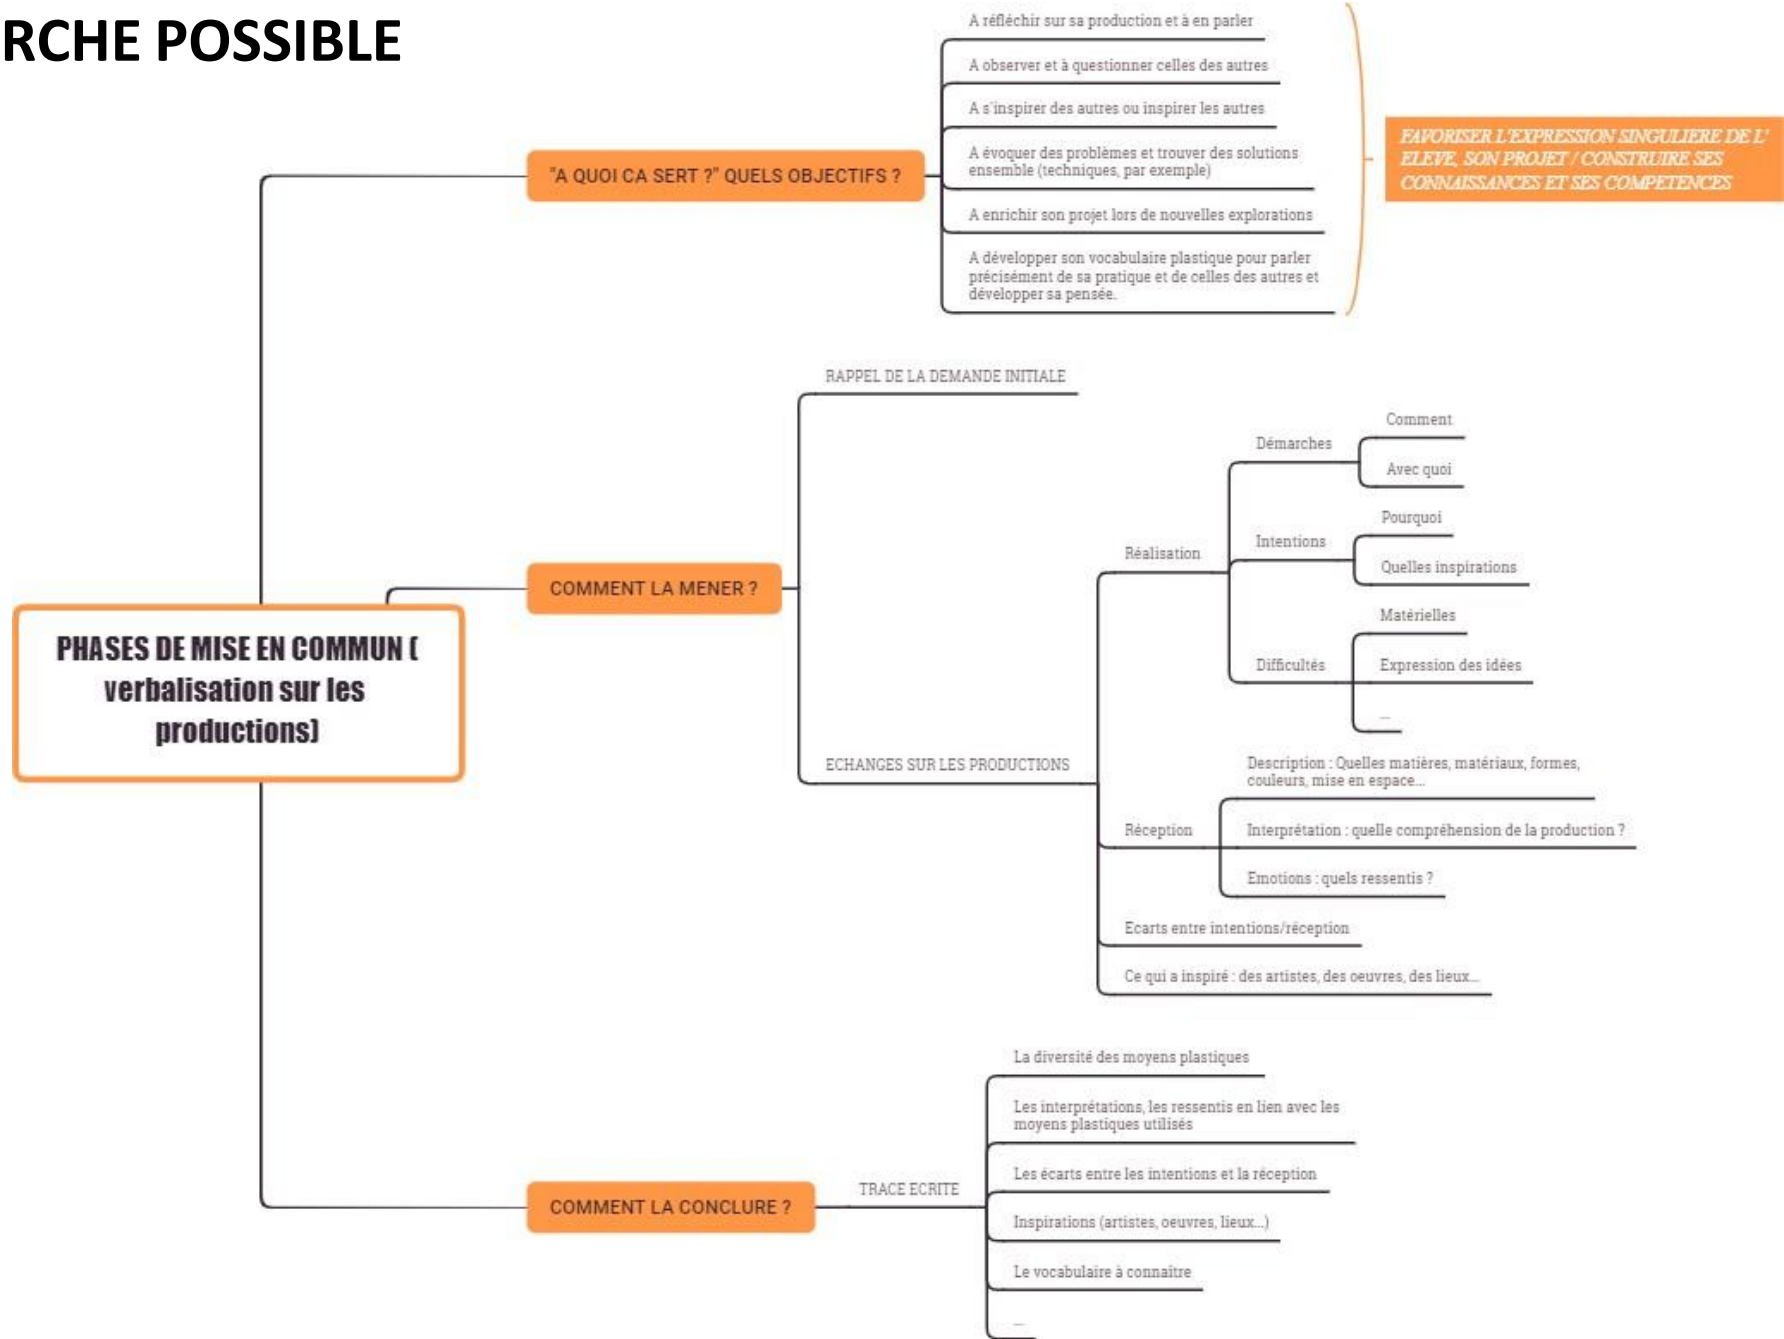 RCHE POSSIBLE
A réfléchir sur sa production et à en parler
A observer et à questionner celles des autres
A s'inspirer des autres ou inspirer les autres
A évoquer des problèmes et trouver des solutions
ensemble (techniques, par exemple)
A enrichir son projet lors de nouvelles explorations
A développer son vocabulaire plastique pour parler
précisément de sa pratique et de celles des autres et
développer sa pensée.
"A QUOI CA SERT ?" QUELS OBJECTIFS ?
FAVORISER L'EXPRESSION SINGULIERE DE L'
ELEVE, SON PROJET / CONSTRUIRE SES
CONNAISSANCES ET SES COMPETENCES
RAPPEL DE LA DEMANDE INITIALE
Comment
Démarches
Avec quoi
Pourquoi
Intentions
Réalisation
Quelles inspirations
COMMENT LA MENER ?
Matérielles
Difficultés
Expression des idées
...
PHASES DE MISE EN COMMUN (
verbalisation sur les
productions)
ECHANGES SUR LES PRODUCTIONS
Description : Quelles matières, matériaux, formes,
couleurs, mise en espace...
Réception
Interprétation : quelle compréhension de la production ?
Emotions : quels ressentis ?
Ecarts entre intentions/réception
Ce qui a inspiré : des artistes, des oeuvres, des lieux...
La diversité des moyens plastiques
Les interprétations, les ressentis en lien avec les
moyens plastiques utilisés
Les écarts entre les intentions et la réception
COMMENT LA CONCLURE ?
TRACE ECRITE
Inspirations (artistes, oeuvres, lieux...)
Le vocabulaire à connaître
...